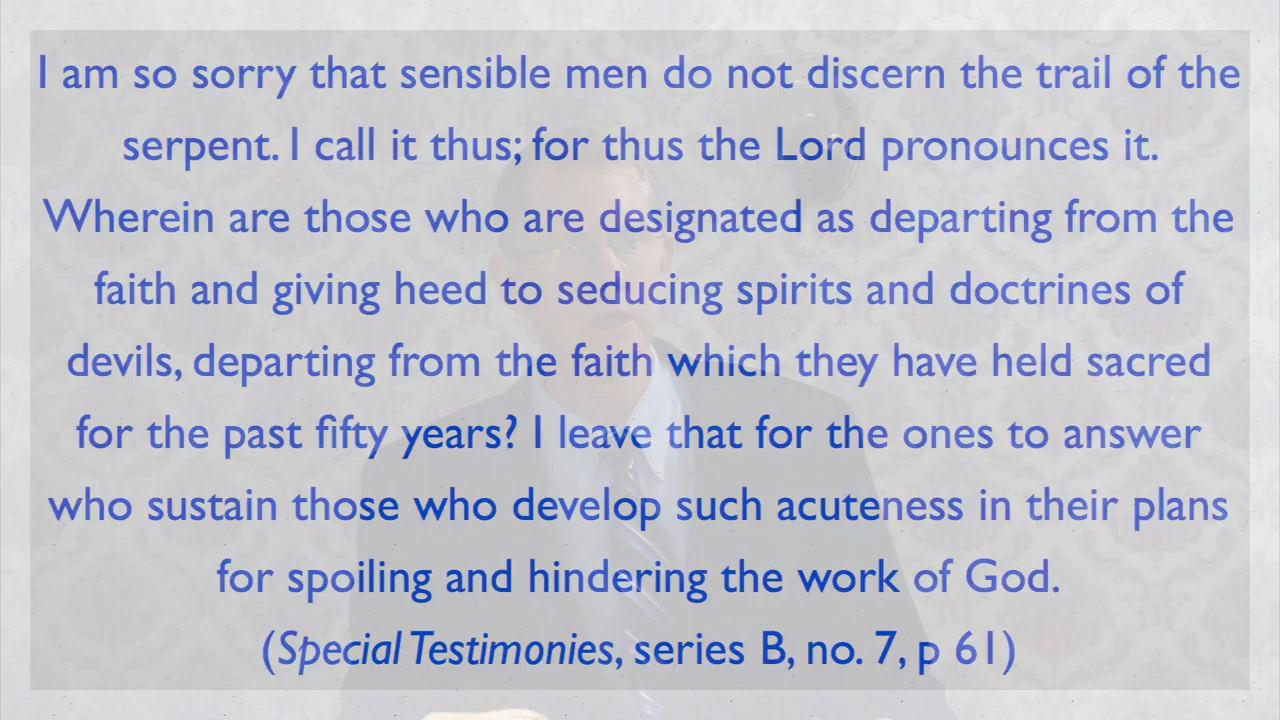 I am so sorry that sensible men do not discern the trail of the
serpent. I call it thus; for thus the Lord pronounces it.
Wherein are those who are designated as departing from the
faith and giving heed to seducing spirits and doctrines of
devils, departing from the faith which they have held sacred
for the past fifty years? I leave that for the ones to answer
who sustain those who develop such acuteness in their plans
for spoiling and hindering the work of God.
(Special Testimonies, series B, no. 7, p 61)